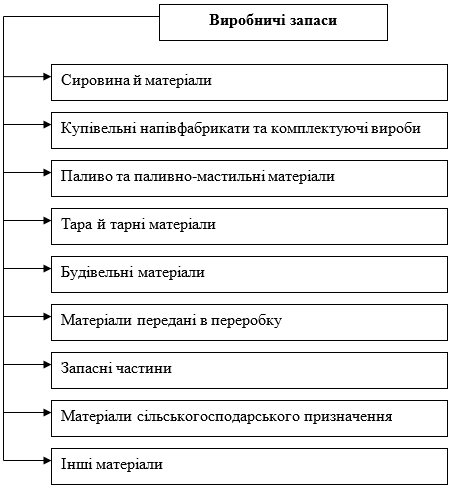 Виробничі запаси
Сировина й матеріали
Купівельні напівфабрикати та комплектуючі вироби
Паливо та паливно-мастильні матеріали
Тара й тарні матеріали
Будівельні матеріали
Матеріали передані в переробку
Запасні частини
Матеріали сільськогосподарського призначення
Інші матеріали